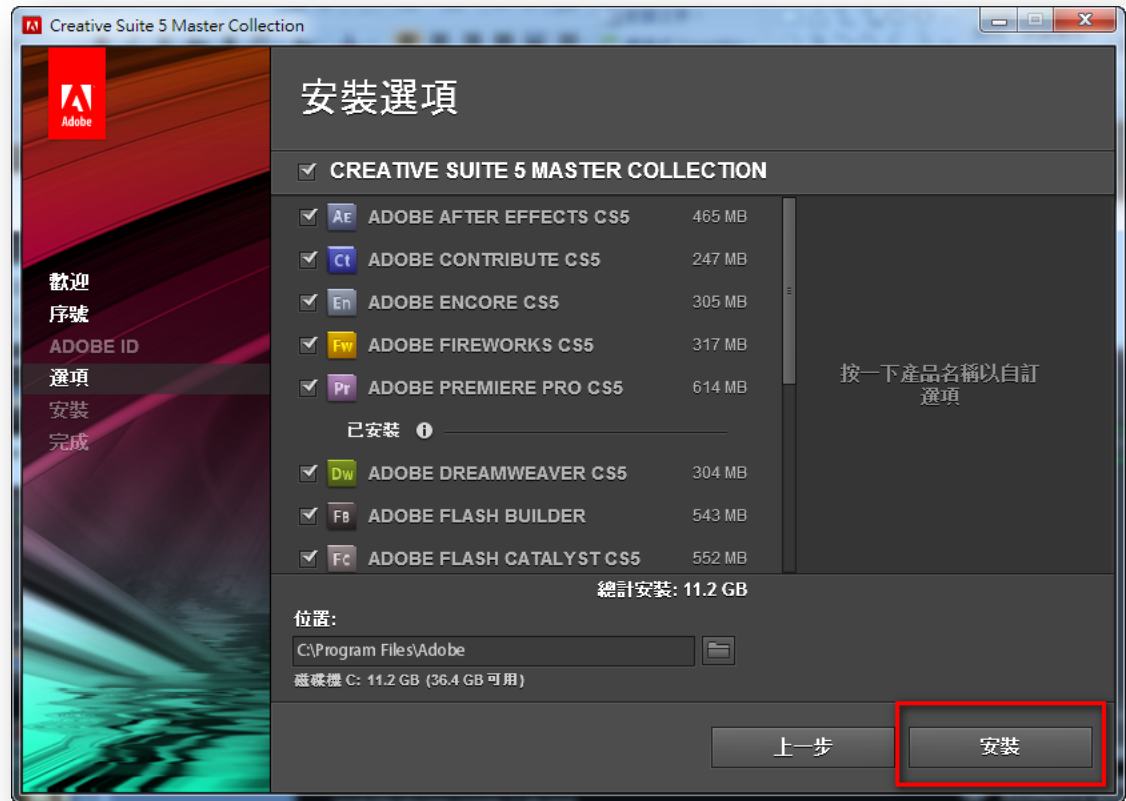 Creative Suite 5 Master Collection
Adobe
安裝選項
CREATIVE SUITE 5 MASTER COLLECTION
AE ADOBE AFTER EFFECTS CS5 465 MB
Ct ADOBE CONTRIBUTE CS5 247 MB
En ADOBE ENCORE CS5 305 MB
Fw ADOBE FIREWORKS CS5 317 MB
Pr ADOBE PREMIERE PRO CS5 614 MB
已安裝
Dw ADOBE DREAMWEAVER CS5 304 MB
FB ADOBE FLASH BUILDER 543 MB
Fc ADOBE FLASH CATALYST CS5 552 MB
歡迎
序號
ADOBE ID
選項
安裝
完成
按一下產品名稱以自訂
選項
總計安裝: 11.2 GB
位置:
C:\Program Files\Adobe
磁碟機 C: 11.2 GB (36.4 GB 可用)
上一步
安裝